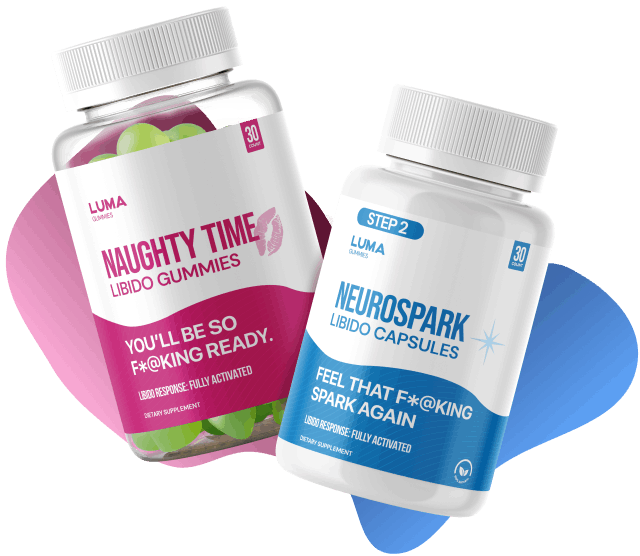 30
COUNT
LUMA
GUMMIES
NAUGHTY TIME
LIBIDO GUMMIES
YOU'LL BE SO
F*@KING READY.
LIBIDO RESPONSE: FULLY ACTIVATED
DIETARY SUPPLEMENT
STEP 2
LUMA
GUMMIES
30
COUNT
NEUROSPARK
LIBIDO CAPSULES
FEEL THAT F*@KING
SPARK AGAIN
LIBIDO RESPONSE: FULLY ACTIVATED
DIETARY SUPPLEMENT